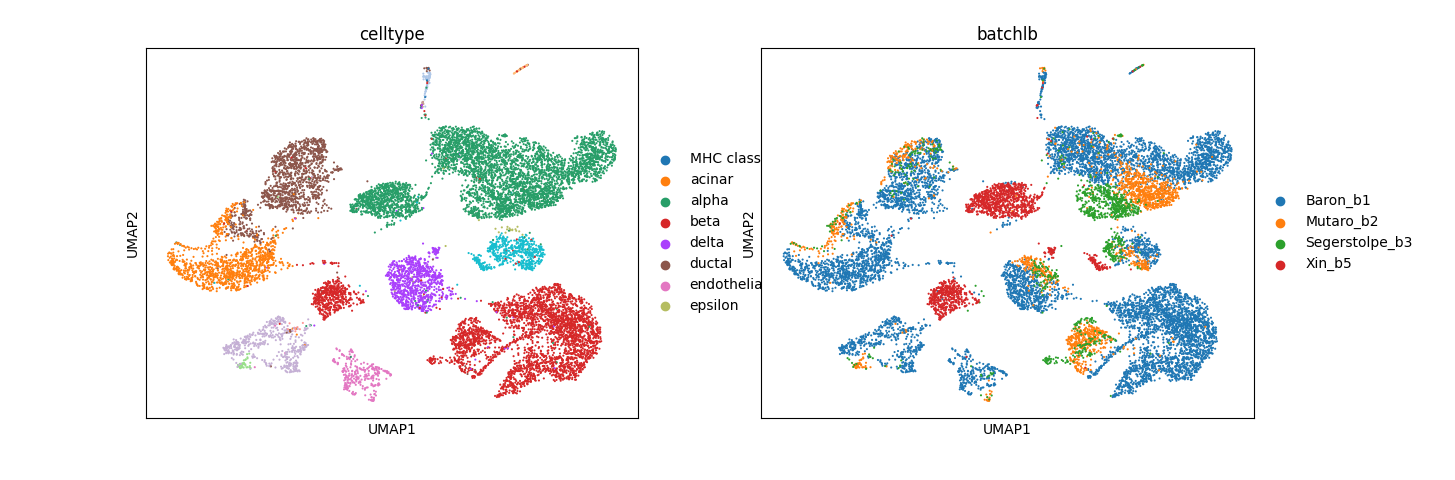 celltype
UMAP2
UMAP1
MHC class
acinar
alpha
beta
delta
ductal
endothelia
epsilon
batchlb
UMAP2
UMAP1
Baron_b1
Mutaro_b2
Segerstolpe_b3
Xin_b5